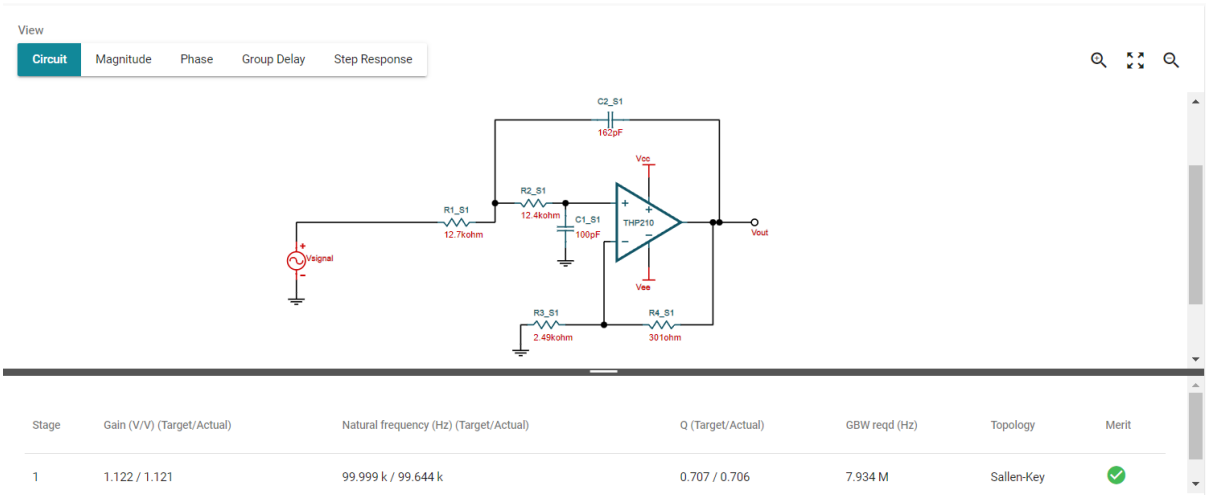 View
Circuit Magnitude Phase Group Delay Step Response
C2_S1
162pF
Vcc
R2_S1
12.4kohm
R1_S1
12.7kohm
C1_S1
100pF
+
+
THP210
−
−
Vout
+
Vsignal
−
Vee
R3_S1
2.49kohm
R4_S1
301ohm
Stage Gain (V/V) (Target/Actual) Natural frequency (Hz) (Target/Actual) Q (Target/Actual) GBW reqd (Hz) Topology Merit
1 1.122 / 1.121 99.999 k / 99.644 k 0.707 / 0.706 7.934 M Sallen-Key